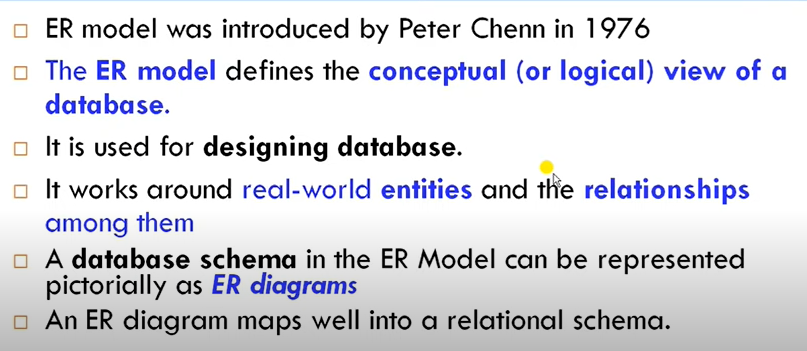 ER model was introduced by Peter Chenn in 1976
The ER model defines the conceptual (or logical) view of a
database.
It is used for designing database.
It works around real-world entities and the relationships
among them
A database schema in the ER Model can be represented
pictorially as ER diagrams
An ER diagram maps well into a relational schema.